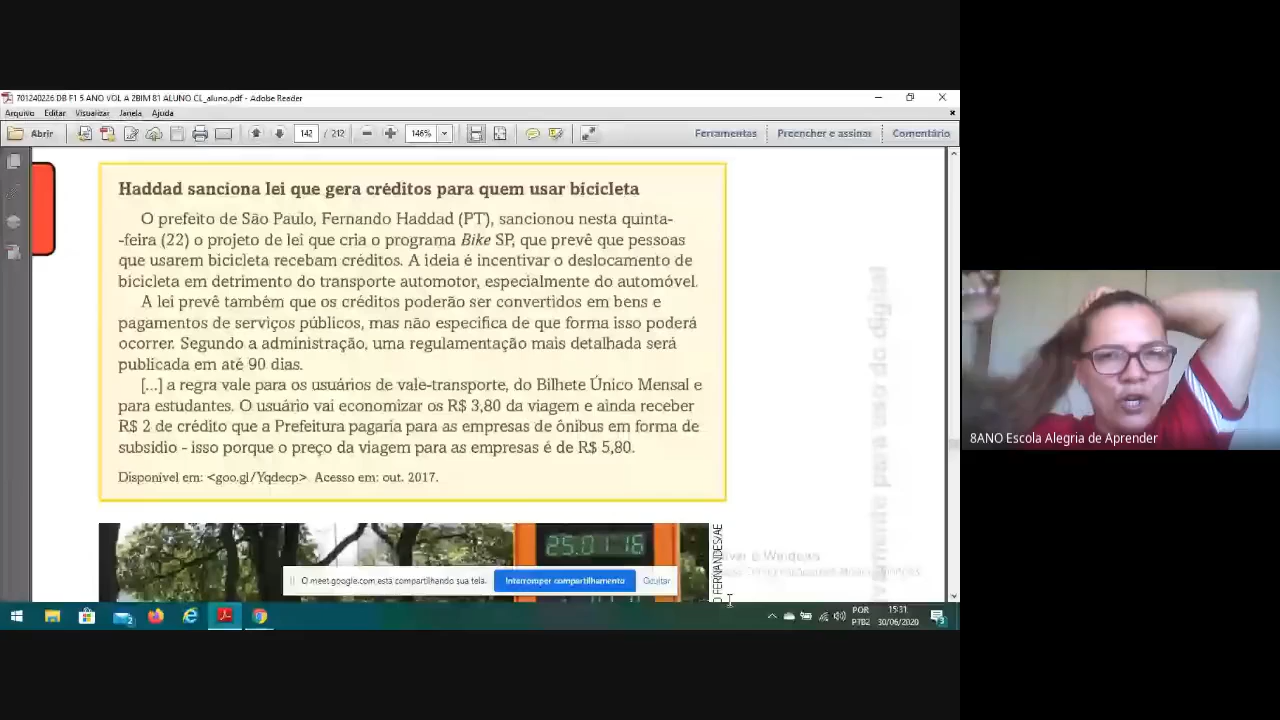 701240226 DB F1 5 ANO VOL A 2BIM 81 ALUNO CL_aluno.pdf - Adobe Reader
Arquivo Editar Visualizar Janela Ajuda
Abrir 142 / 212 146% Ferramentas Preencher e assinar Comentário
Haddad sanciona lei que gera créditos para quem usar bicicleta
O prefeito de São Paulo, Fernando Haddad (PT), sancionou nesta quinta-
-feira (22) o projeto de lei que cria o programa Bike SP, que prevê que pessoas
que usarem bicicleta recebam créditos. A ideia é incentivar o deslocamento de
bicicleta em detrimento do transporte automotor, especialmente do automóvel.
A lei prevê também que os créditos poderão ser convertidos em bens e
pagamentos de serviços públicos, mas não especifica de que forma isso poderá
ocorrer. Segundo a administração, uma regulamentação mais detalhada será
publicada em até 90 dias.
[...] a regra vale para os usuários de vale-transporte, do Bilhete Único Mensal e
para estudantes. O usuário vai economizar os R$ 3,80 da viagem e ainda receber
R$ 2 de crédito que a Prefeitura pagaria para as empresas de ônibus em forma de
subsídio - isso porque o preço da viagem para as empresas é de R$ 5,80.
Disponível em: <goo.gl/Yqdecp> Acesso em: out. 2017.
25.01.16
FERNANDES/AE
para uso do digital
o Windows
O meet.google.com está compartilhando sua tela. Interromper compartilhamento Ocultar
POR 15:31
PTB2 30/06/2020
8ANO Escola Alegria de Aprender